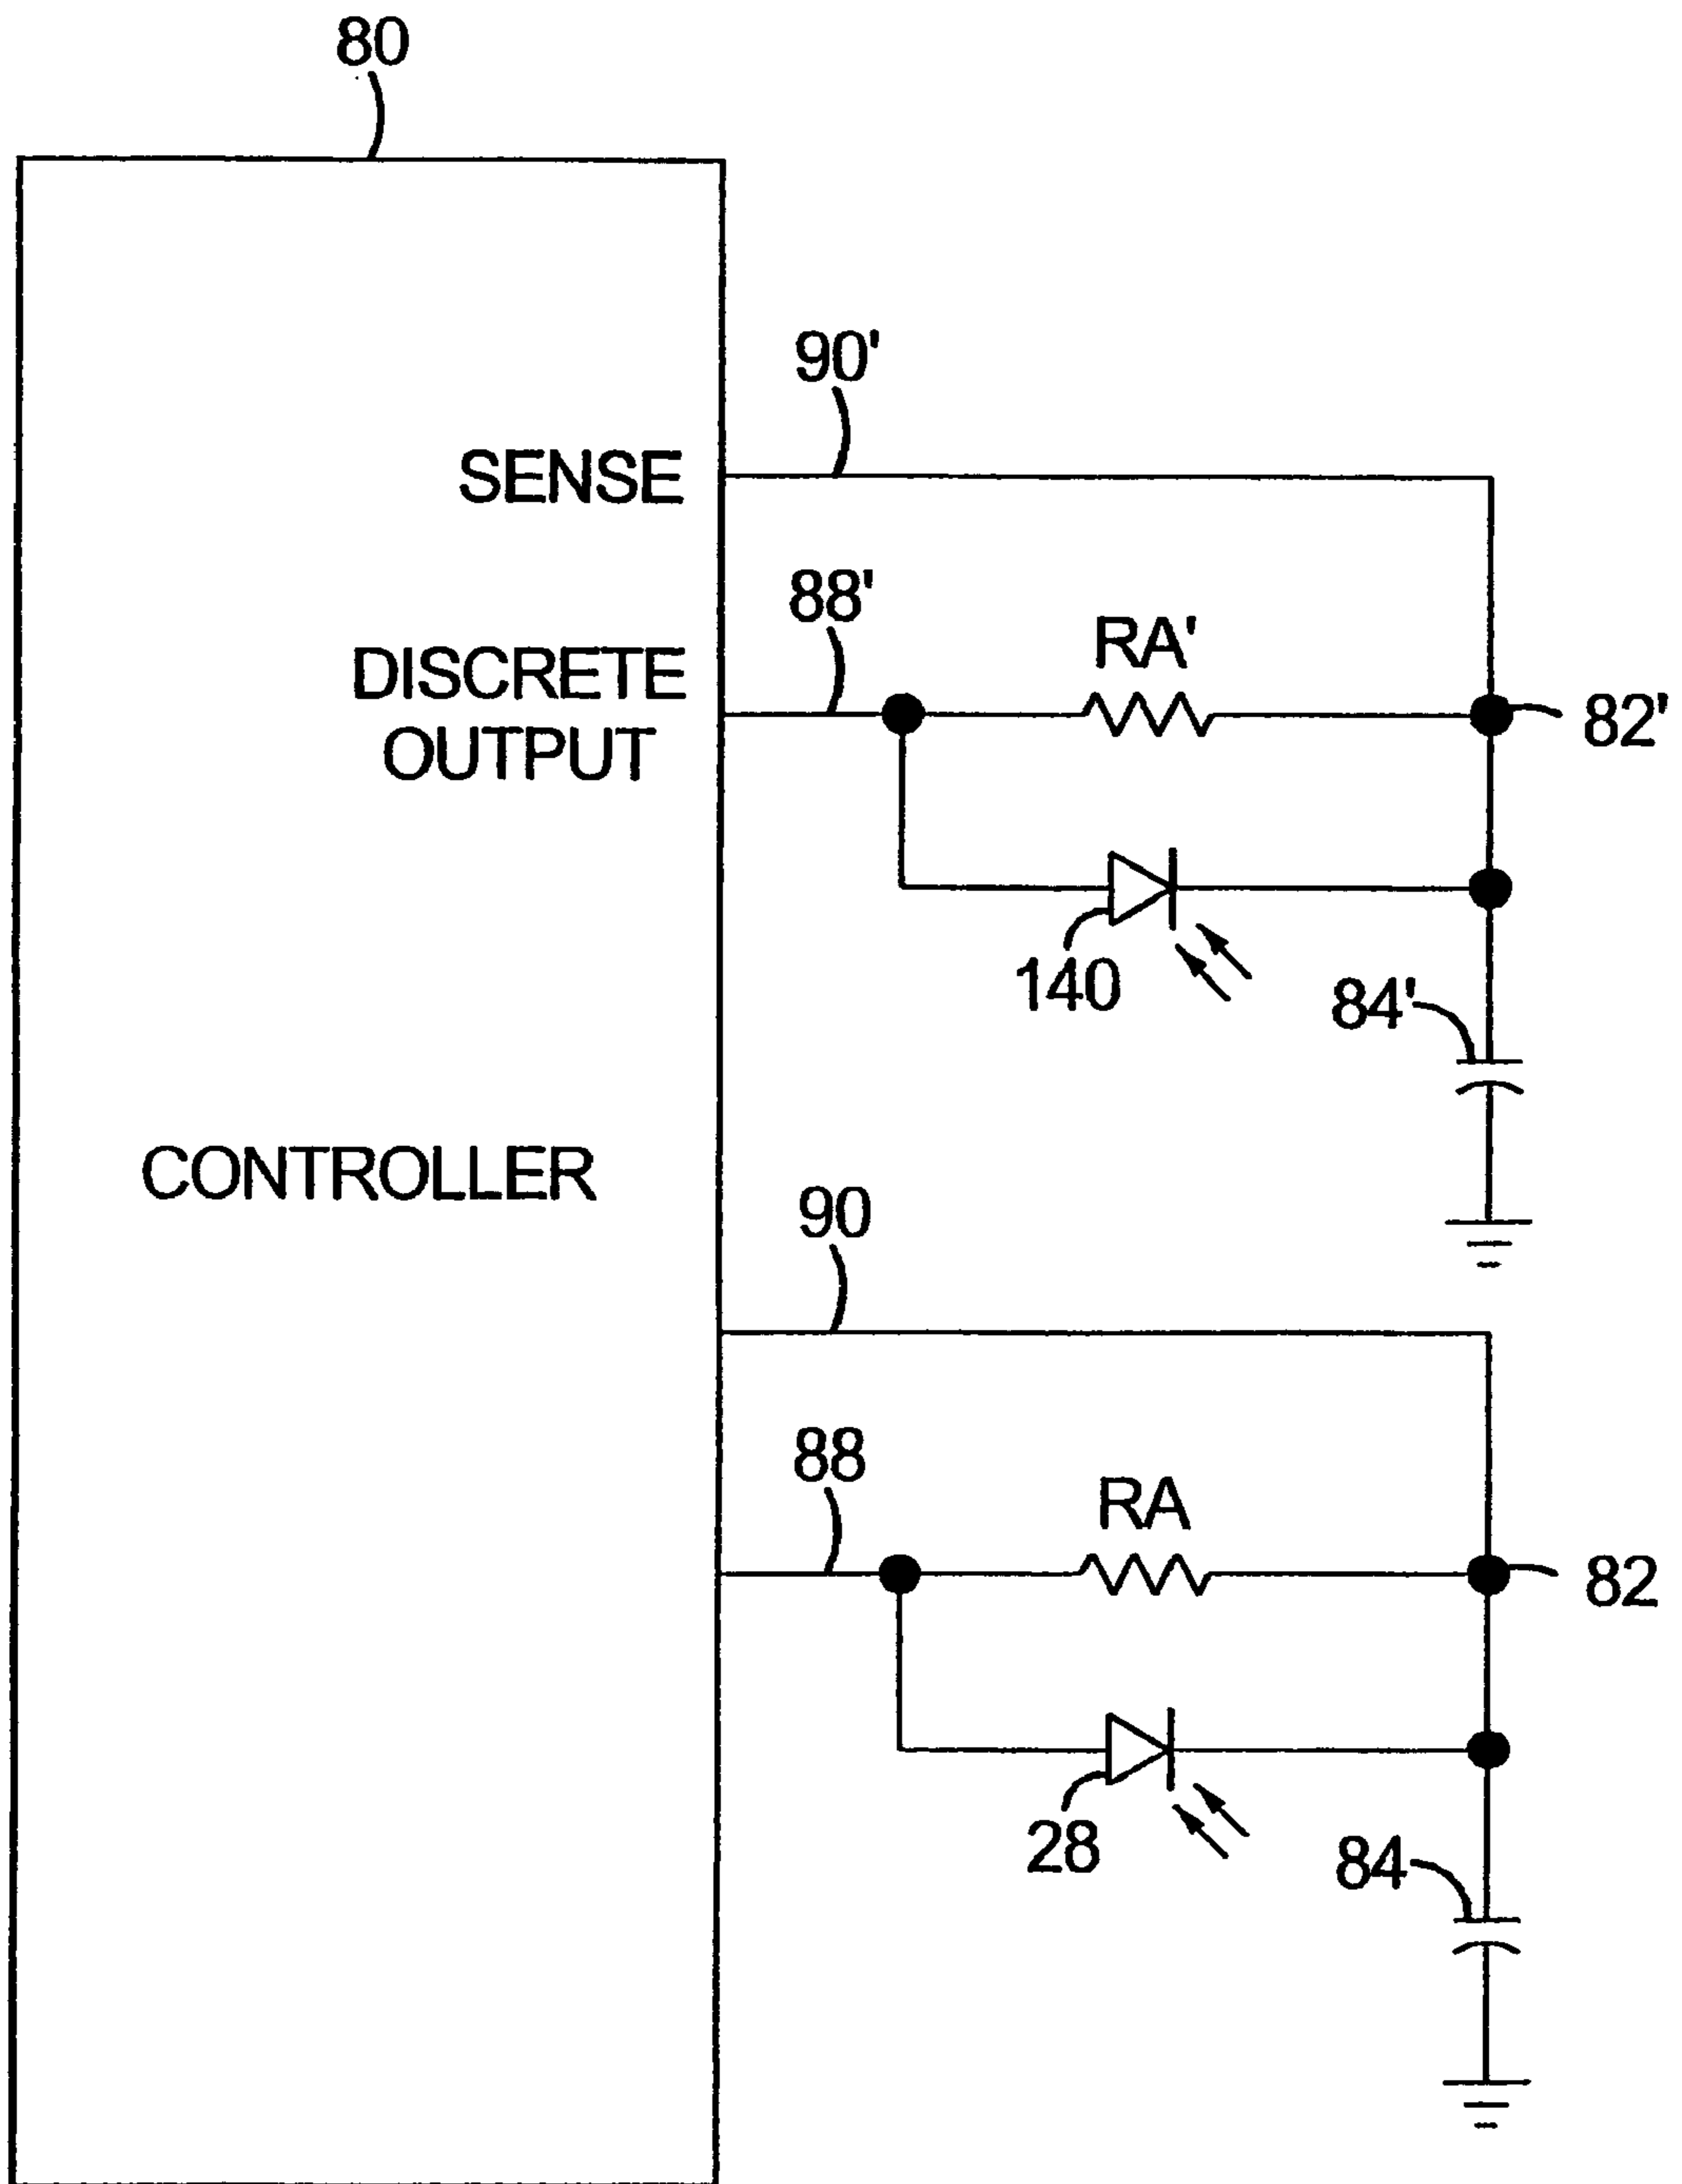 80
90'
SENSE
88'
RA'
DISCRETE
OUTPUT
82'
140
84'
CONTROLLER
90
88
RA
82
28
84